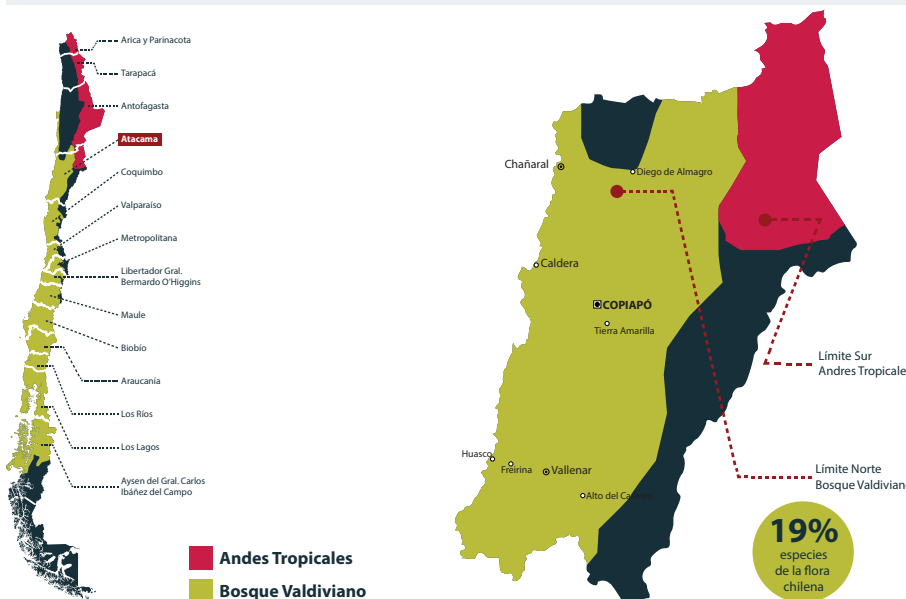 Arica y Parinacota
Tarapacá
Antofagasta
Atacama
Coquimbo
Valparaíso
Metropolitana
Libertador Gral.
Bernardo O'Higgins
Maule
Biobío
Araucanía
Los Ríos
Los Lagos
Aysen del Gral. Carlos
Ibáñez del Campo
Andes Tropicales
Bosque Valdiviano
Chañaral
Diego de Almagro
Caldera
COPIAPÓ
Tierra Amarilla
Huasco
Freirina
Vallenar
Alto del Carmen
Límite Sur
Andres Tropicale
Límite Norte
Bosque Valdiviano
19%
especies
de la flora
chilena